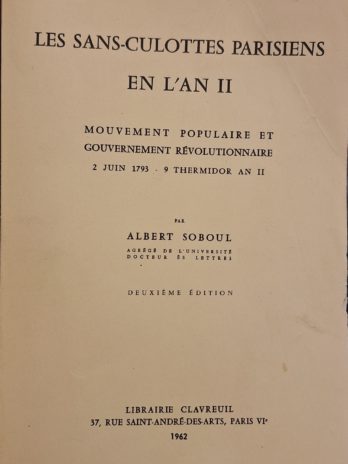 LES SANS-CULOTTES PARISIENS
EN L'AN II
MOUVEMENT POPULAIRE ET
GOUVERNEMENT RÉVOLUTIONNAIRE
2 JUIN 1793 - 9 THERMIDOR AN II
PAR
ALBERT SOBOUL
AGRÉGÉ DE L'UNIVERSITÉ
DOCTEUR ÈS LETTRES
DEUXIÈME ÉDITION
LIBRAIRIE CLAVREUIL
37, RUE SAINT-ANDRÉ-DES-ARTS, PARIS VIᵉ
1962